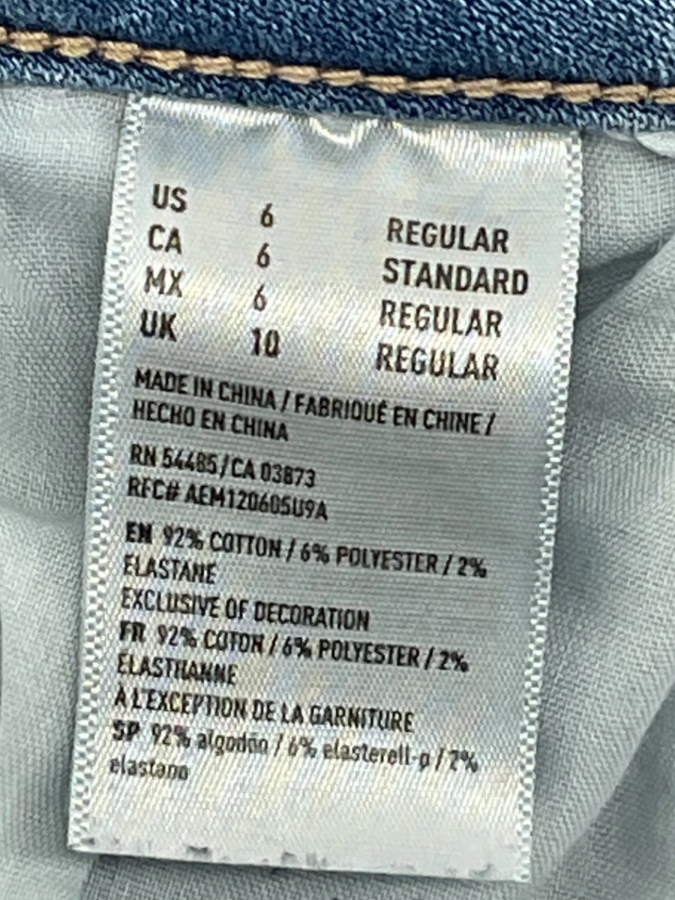 US 6 REGULAR
CA 6 STANDARD
MX 6 REGULAR
UK 10 REGULAR
MADE IN CHINA / FABRIQUÉ EN CHINE /
HECHO EN CHINA
RN 54485/CA 03873
RFC# AEM120605U9A
EN 92% COTTON / 6% POLYESTER / 2%
ELASTANE
EXCLUSIVE OF DECORATION
FR 92% COTON / 6% POLYESTER / 2%
ÉLASTHANNE
À L'EXCEPTION DE LA GARNITURE
SP 92% algodón / 6% elasterell-p / 2%
elastano